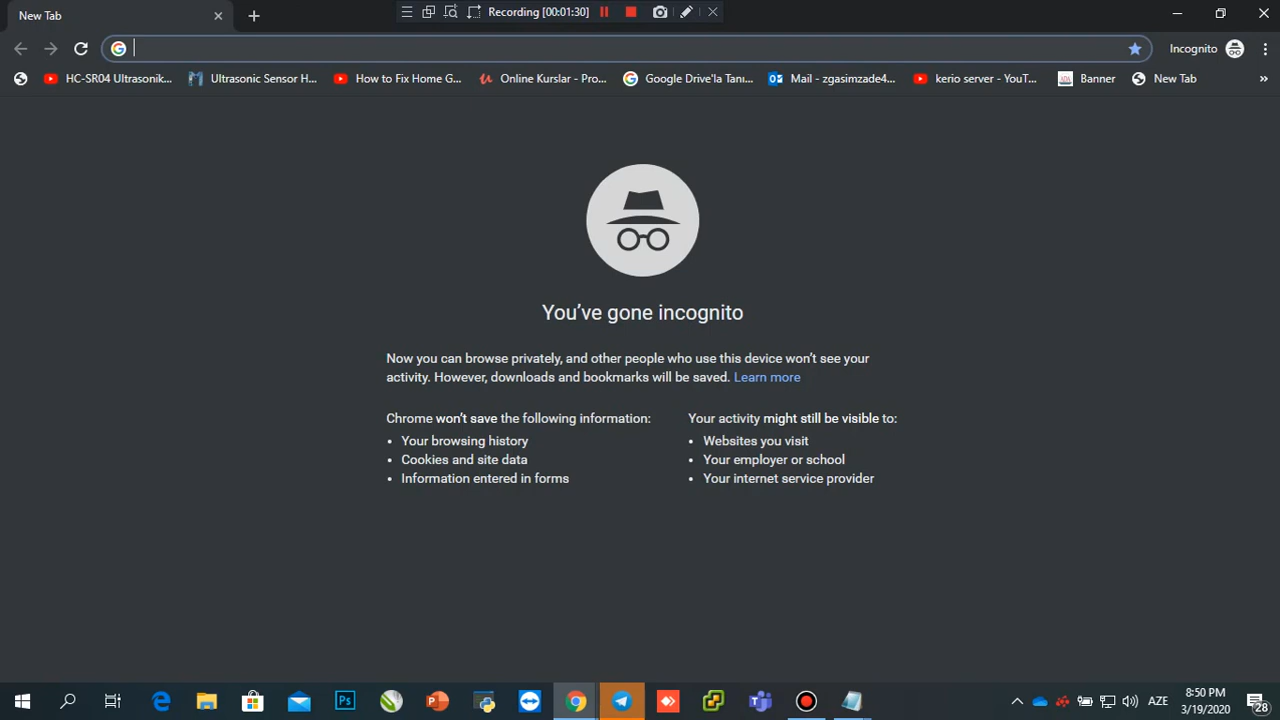 New Tab
Recording [00:01:30]
Incognito
HC-SR04 Ultrasonik...
Ultrasonic Sensor H...
How to Fix Home G...
Online Kurslar - Pro...
Google Drive'la Tanı...
Mail - zgasimzade4...
kerio server - YouT...
Banner
New Tab
You've gone incognito
Now you can browse privately, and other people who use this device won't see your
activity. However, downloads and bookmarks will be saved. Learn more
Chrome won't save the following information:
• Your browsing history
• Cookies and site data
• Information entered in forms
Your activity might still be visible to:
• Websites you visit
• Your employer or school
• Your internet service provider
Ps
AZE
8:50 PM
3/19/2020
28